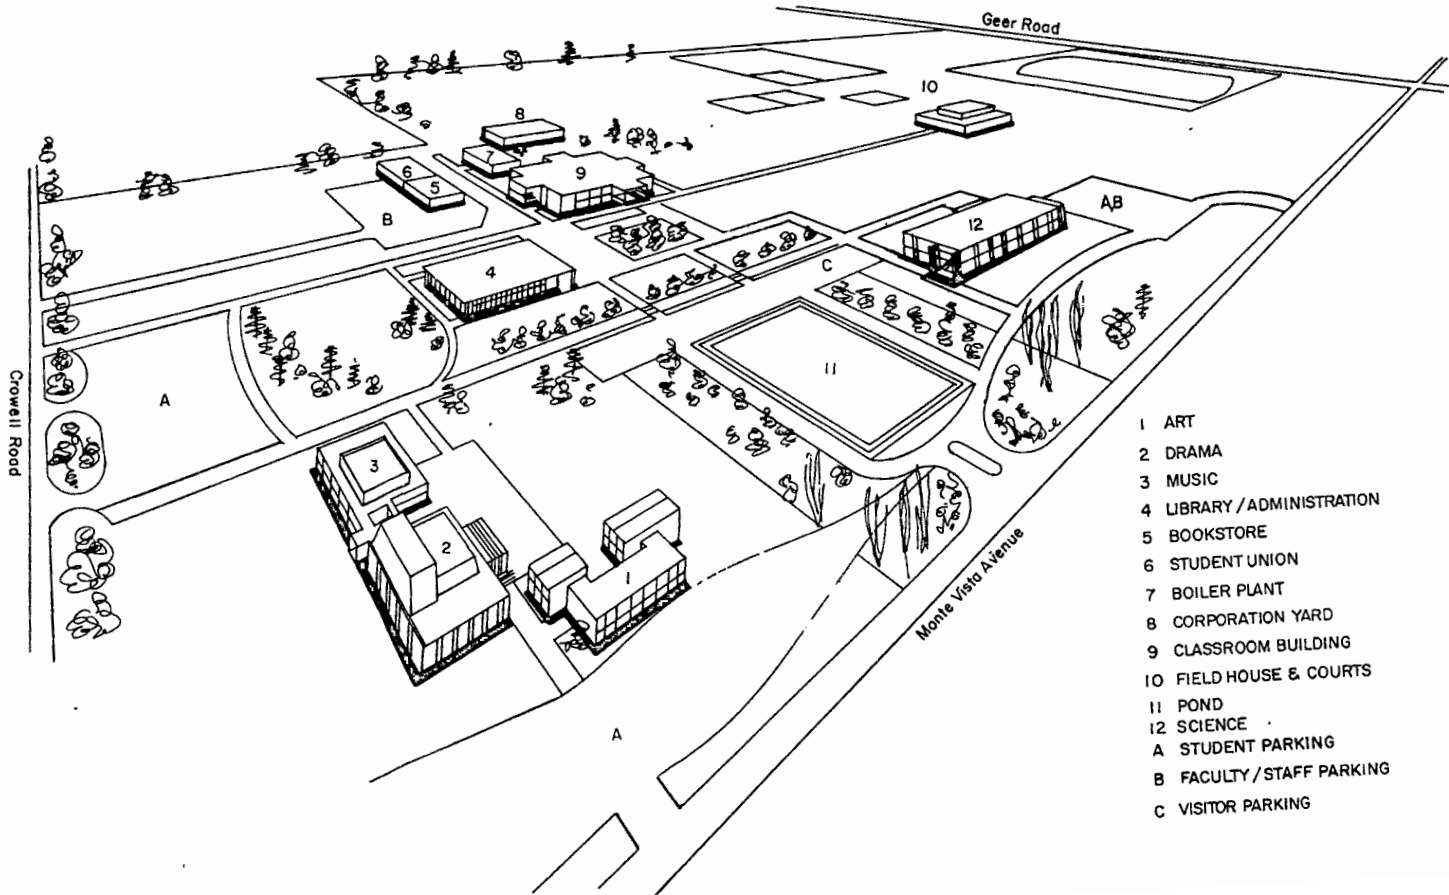 Geer Road
10
8
7
9
6
5
B
12
A,B
4
C
11
A
Crowell Road
3
2
1
Monte Vista Avenue
A
1 ART
2 DRAMA
3 MUSIC
4 LIBRARY/ADMINISTRATION
5 BOOKSTORE
6 STUDENT UNION
7 BOILER PLANT
8 CORPORATION YARD
9 CLASSROOM BUILDING
10 FIELD HOUSE & COURTS
11 POND
12 SCIENCE
A STUDENT PARKING
B FACULTY/STAFF PARKING
C VISITOR PARKING